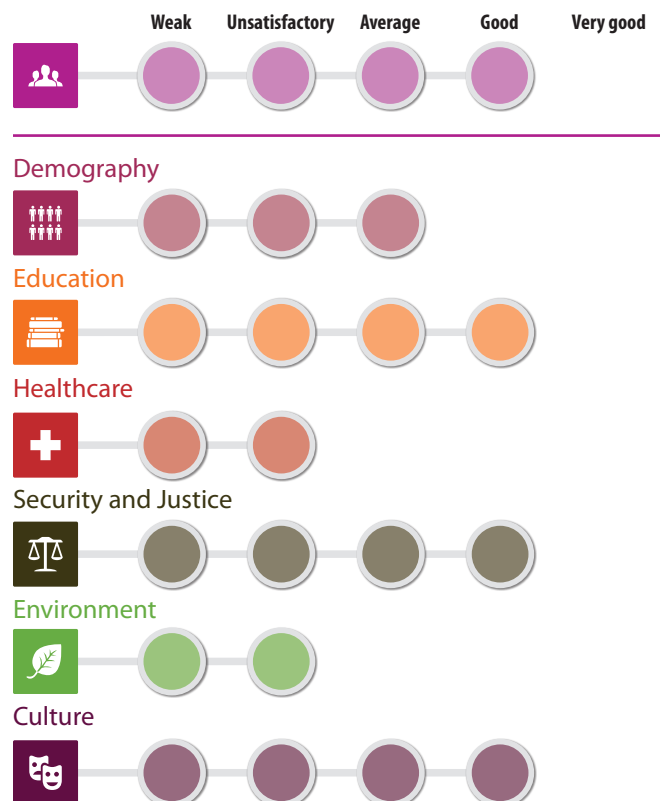 Weak Unsatisfactory Average Good Very good
Demography
Education
Healthcare
Security and Justice
Environment
Culture